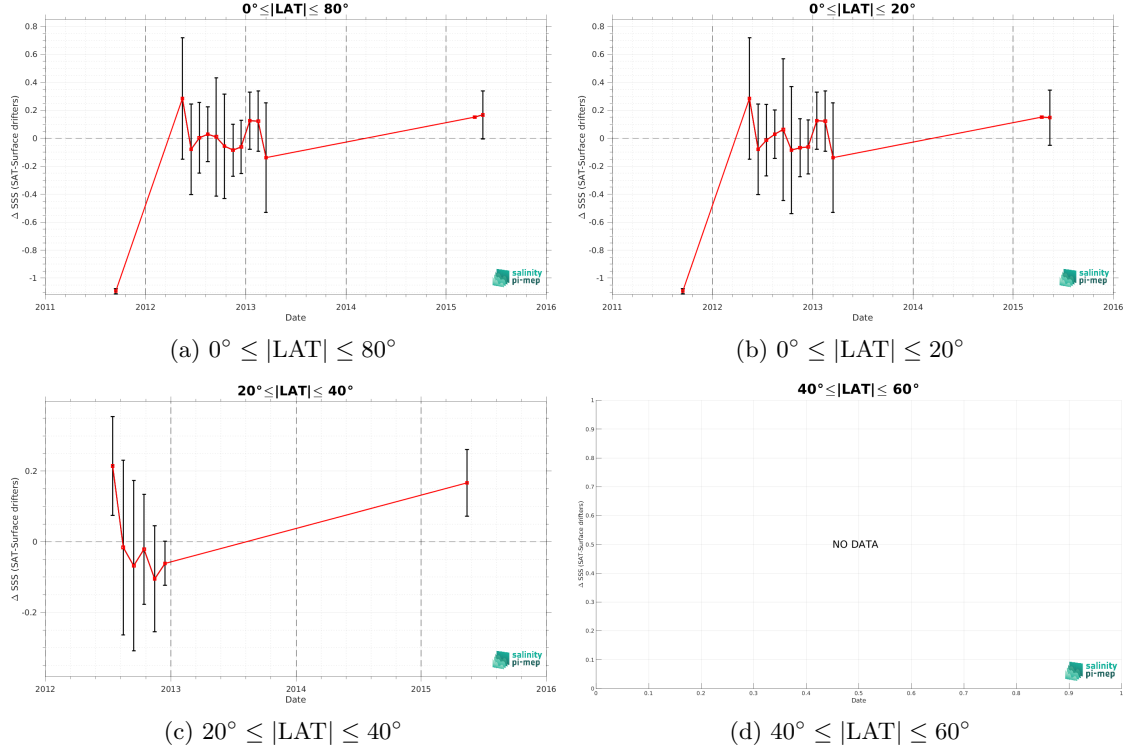 0°≤|LAT|≤ 80°
Δ SSS (SAT-Surface drifters)
0.8
0.6
0.4
0.2
0
-0.2
-0.4
-0.6
-0.8
-1
2011
2012
2013
2014
2015
2016
Date
salinity
pi-mep
(a) 0° ≤ |LAT| ≤ 80°
0°≤|LAT|≤ 20°
Δ SSS (SAT-Surface drifters)
0.8
0.6
0.4
0.2
0
-0.2
-0.4
-0.6
-0.8
-1
2011
2012
2013
2014
2015
2016
Date
salinity
pi-mep
(b) 0° ≤ |LAT| ≤ 20°
20°≤|LAT|≤ 40°
Δ SSS (SAT-Surface drifters)
0.2
0
-0.2
2012
2013
2014
2015
2016
Date
salinity
pi-mep
(c) 20° ≤ |LAT| ≤ 40°
40°≤|LAT|≤ 60°
Δ SSS (SAT-Surface drifters)
1
0.9
0.8
0.7
0.6
0.5
0.4
0.3
0.2
0.1
0
NO DATA
0
0.1
0.2
0.3
0.4
0.5
0.6
0.7
0.8
0.9
1
Date
salinity
pi-mep
(d) 40° ≤ |LAT| ≤ 60°